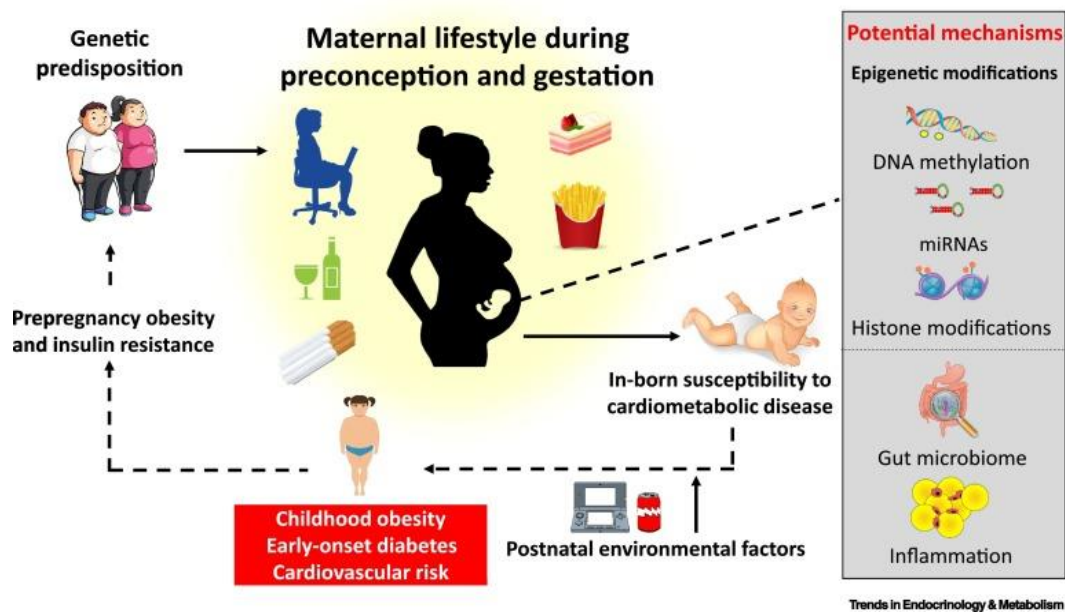 Genetic
predisposition
Maternal lifestyle during
preconception and gestation
Potential mechanisms
Epigenetic modifications
DNA methylation
miRNAs
Histone modifications
Gut microbiome
Inflammation
Prepregnancy obesity
and insulin resistance
In-born susceptibility to
cardiometabolic disease
Childhood obesity
Early-onset diabetes
Cardiovascular risk
Postnatal environmental factors
Trends in Endocrinology & Metabolism